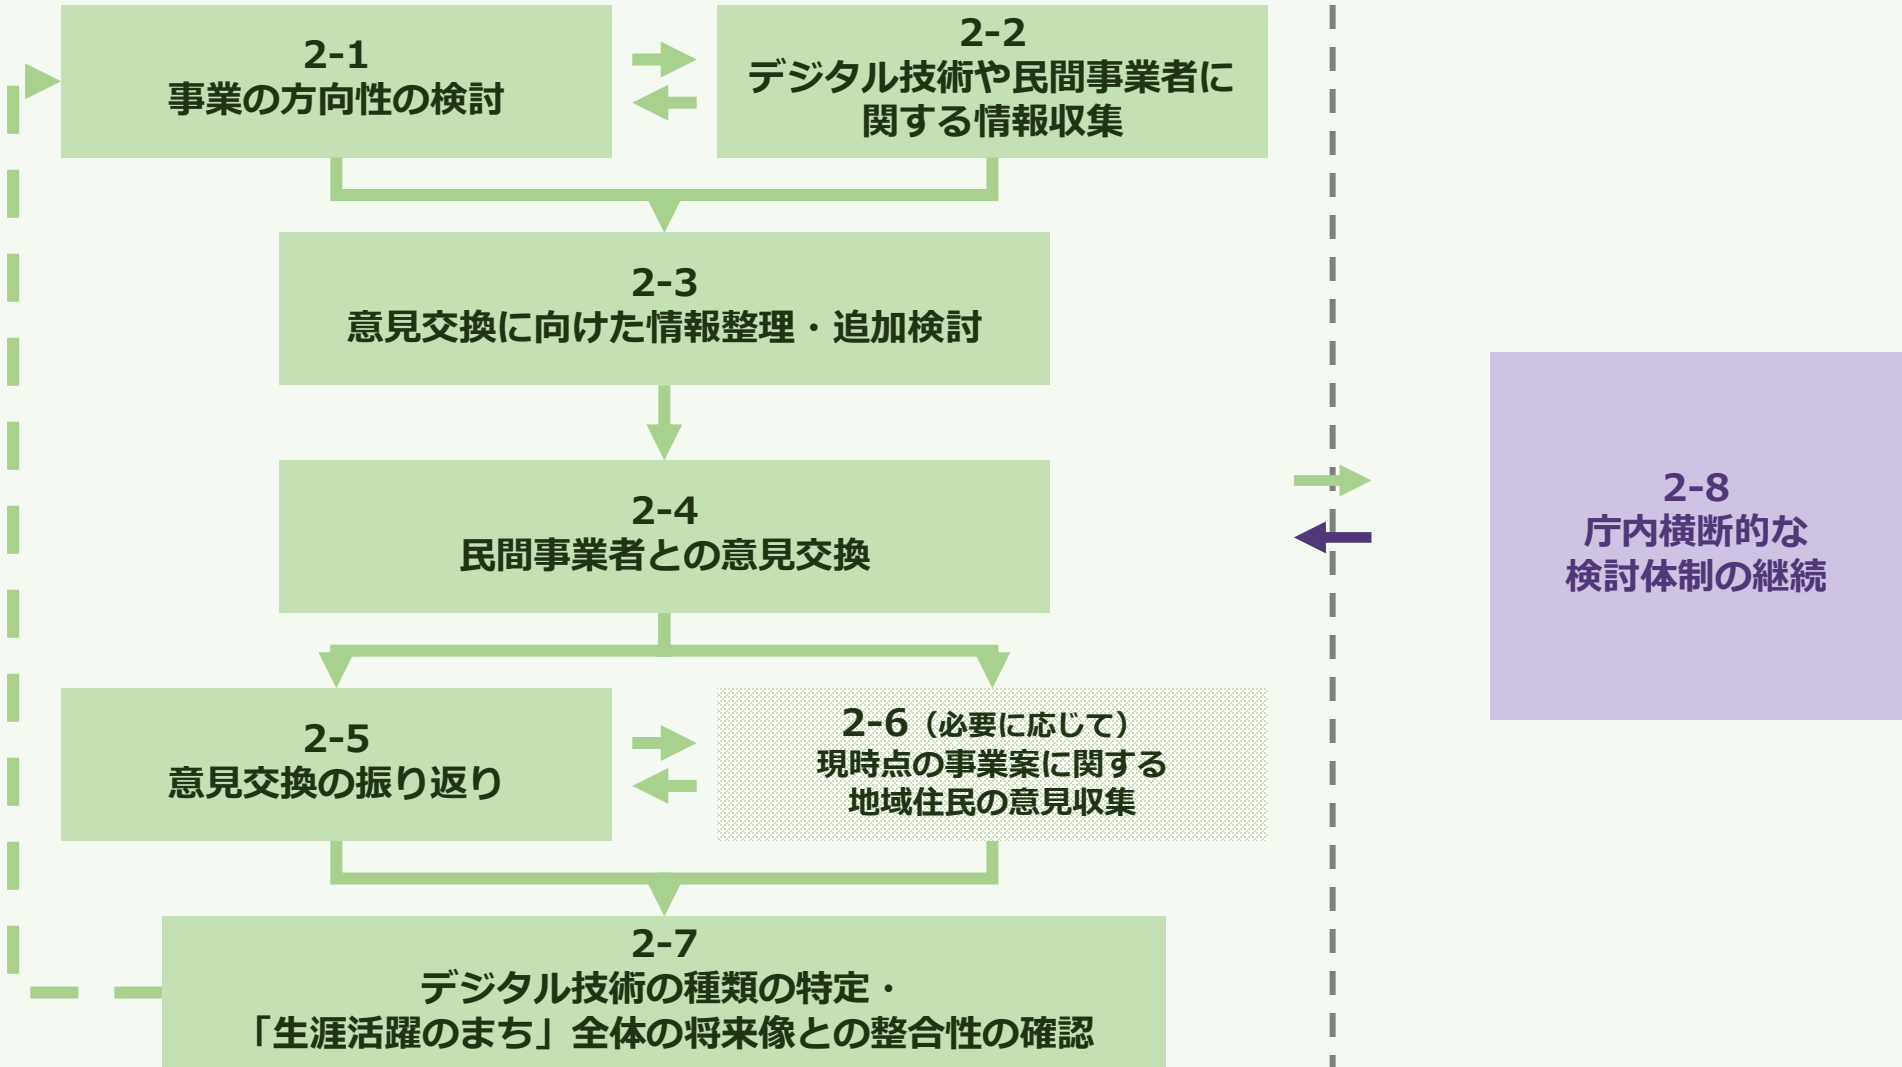 2-1
事業の方向性の検討
2-2
デジタル技術や民間事業者に
関する情報収集
2-3
意見交換に向けた情報整理・追加検討
2-4
民間事業者との意見交換
2-5
意見交換の振り返り
2-6（必要に応じて）
現時点の事業案に関する
地域住民の意見収集
2-7
デジタル技術の種類の特定・
「生涯活躍のまち」全体の将来像との整合性の確認
2-8
庁内横断的な
検討体制の継続